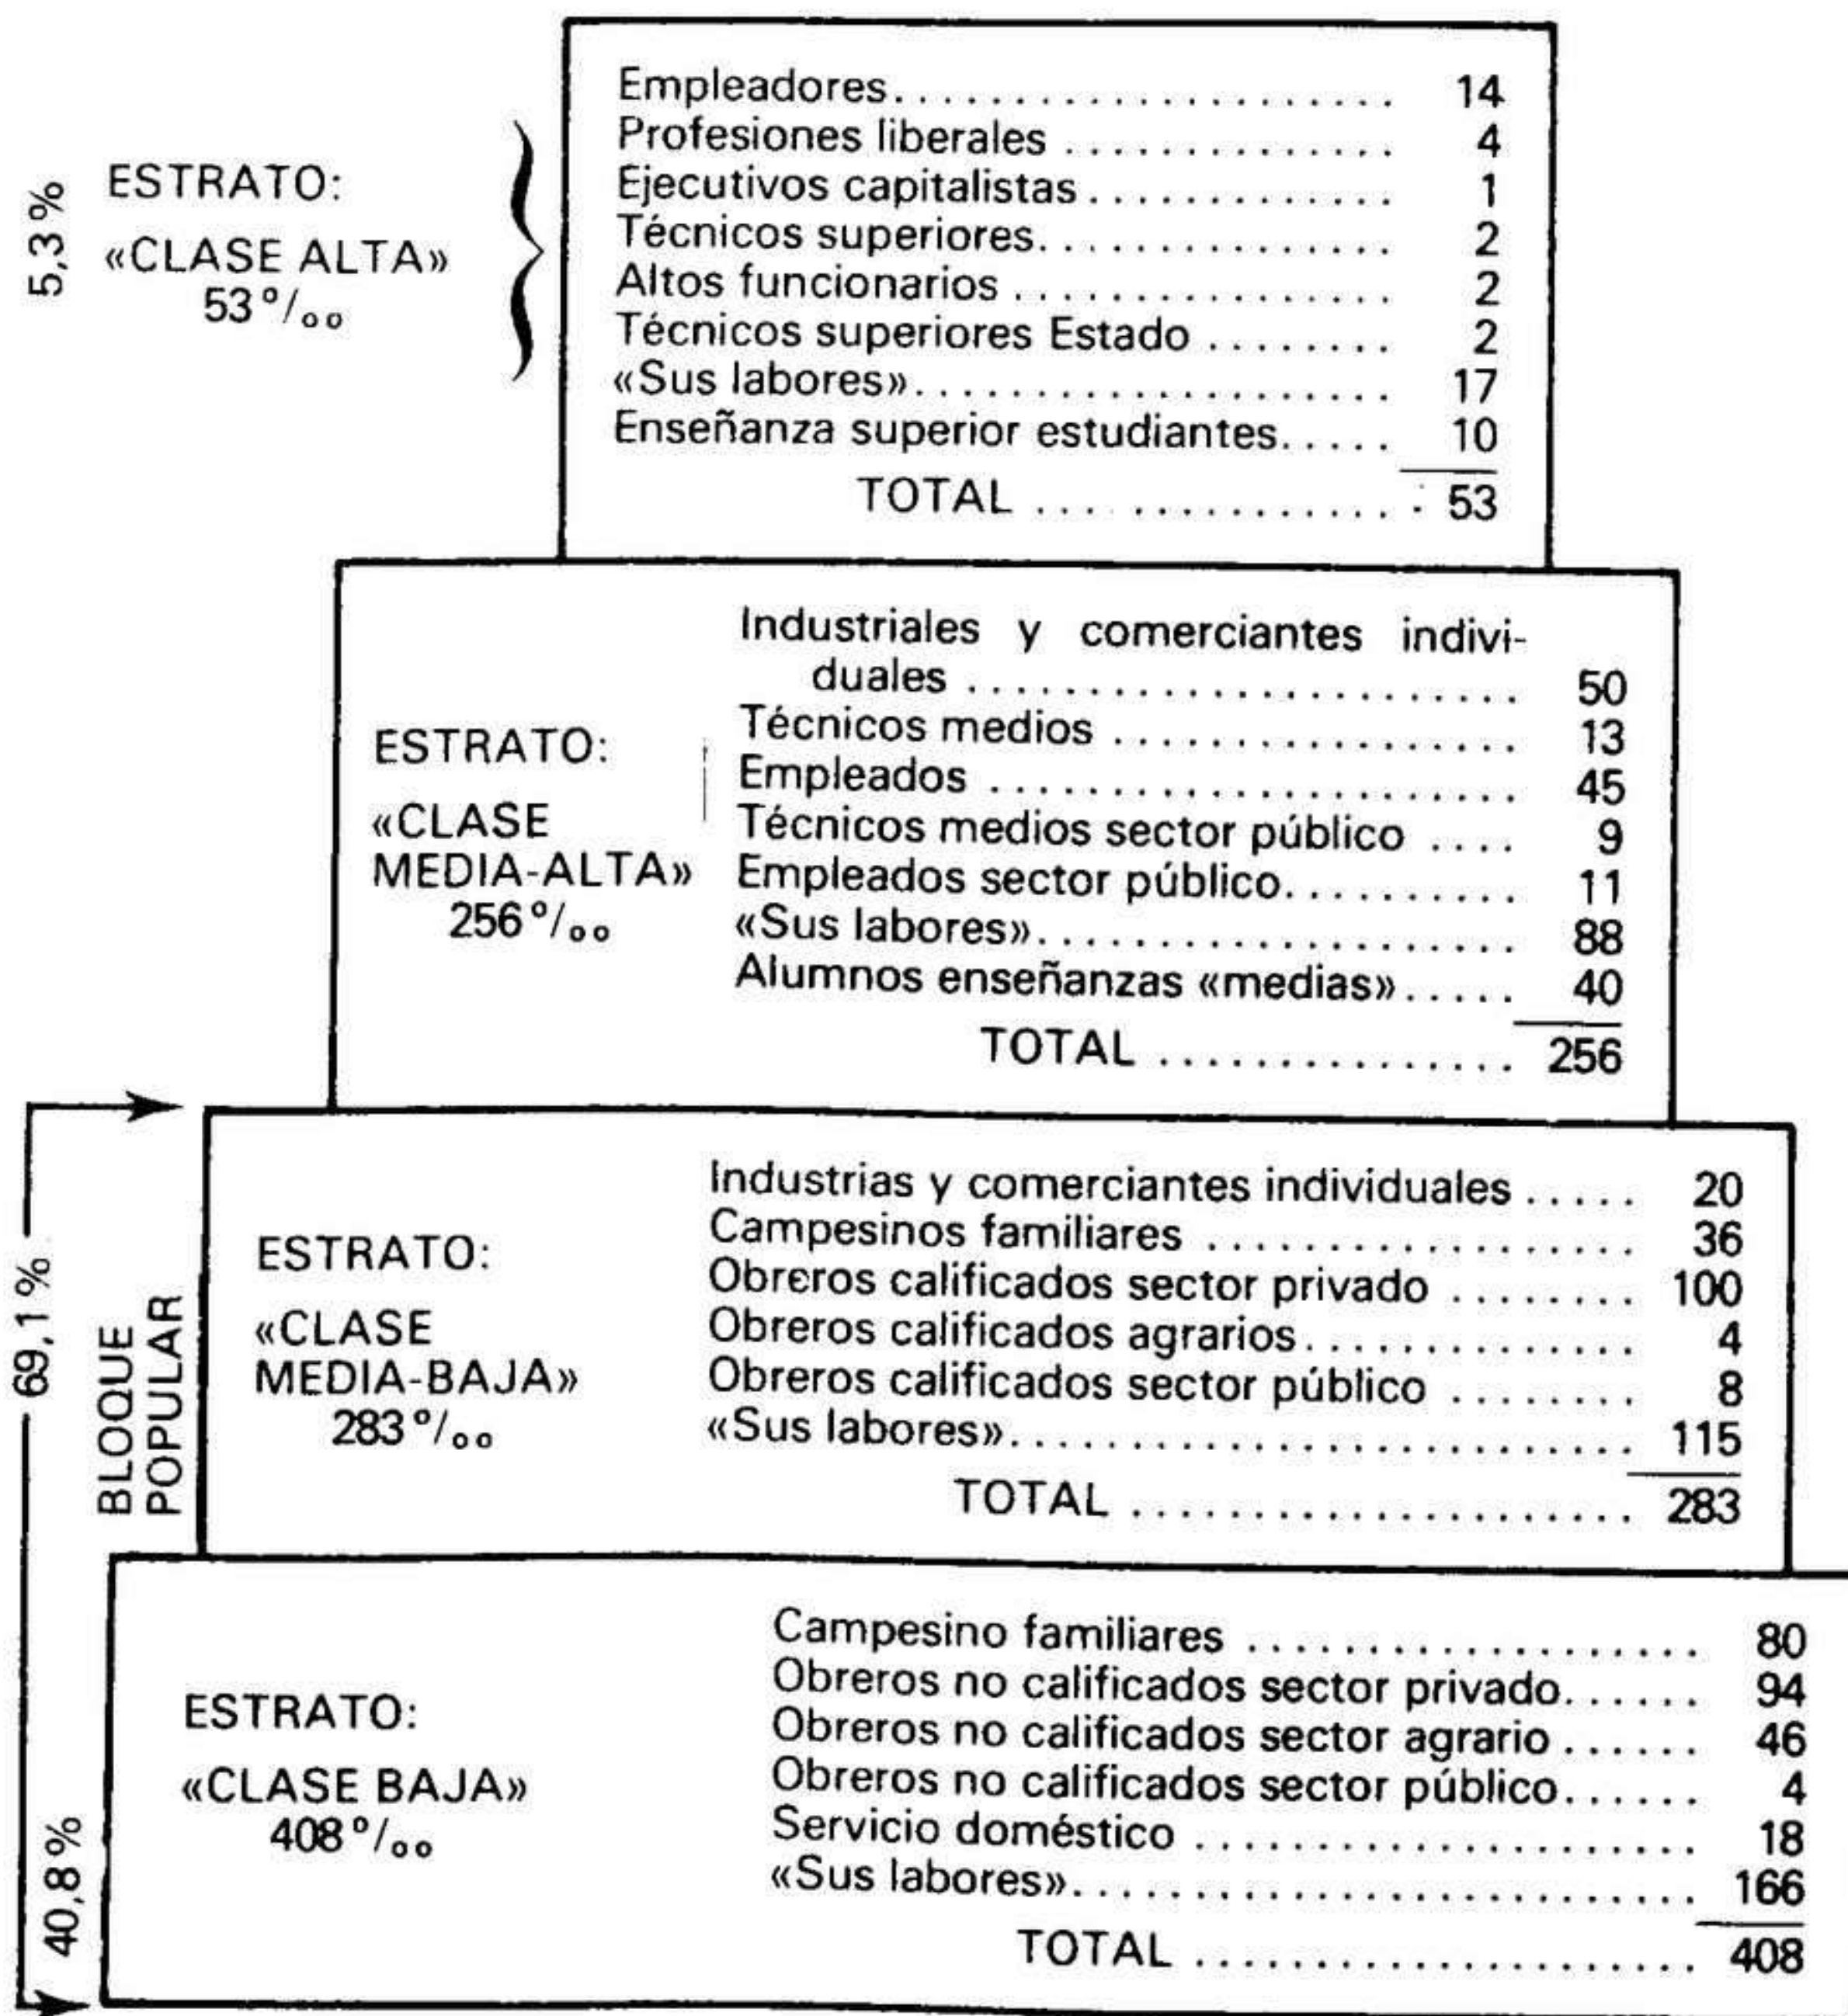 5,3 %
ESTRATO:
«CLASE ALTA»
53 º/ₒₒ
Empleadores..................... 14
Profesiones liberales .............. 4
Ejecutivos capitalistas ............. 1
Técnicos superiores............... 2
Altos funcionarios ................ 2
Técnicos superiores Estado ........ 2
«Sus labores».................... 17
Enseñanza superior estudiantes..... 10
TOTAL ................ 53
ESTRATO:
«CLASE
MEDIA-ALTA»
256 º/ₒₒ
Industriales y comerciantes indivi-
duales ....................... 50
Técnicos medios ................. 13
Empleados ...................... 45
Técnicos medios sector público .... 9
Empleados sector público.......... 11
«Sus labores».................... 88
Alumnos enseñanzas «medias»..... 40
TOTAL ............... 256
69,1 %
BLOQUE
POPULAR
ESTRATO:
«CLASE
MEDIA-BAJA»
283 º/ₒₒ
Industrias y comerciantes individuales ..... 20
Campesinos familiares .................. 36
Obreros calificados sector privado ........ 100
Obreros calificados agrarios.............. 4
Obreros calificados sector público ........ 8
«Sus labores».......................... 115
TOTAL ..................... 283
40,8 %
ESTRATO:
«CLASE BAJA»
408 º/ₒₒ
Campesino familiares ................... 80
Obreros no calificados sector privado...... 94
Obreros no calificados sector agrario ...... 46
Obreros no calificados sector público...... 4
Servicio doméstico ..................... 18
«Sus labores».......................... 166
TOTAL ..................... 408